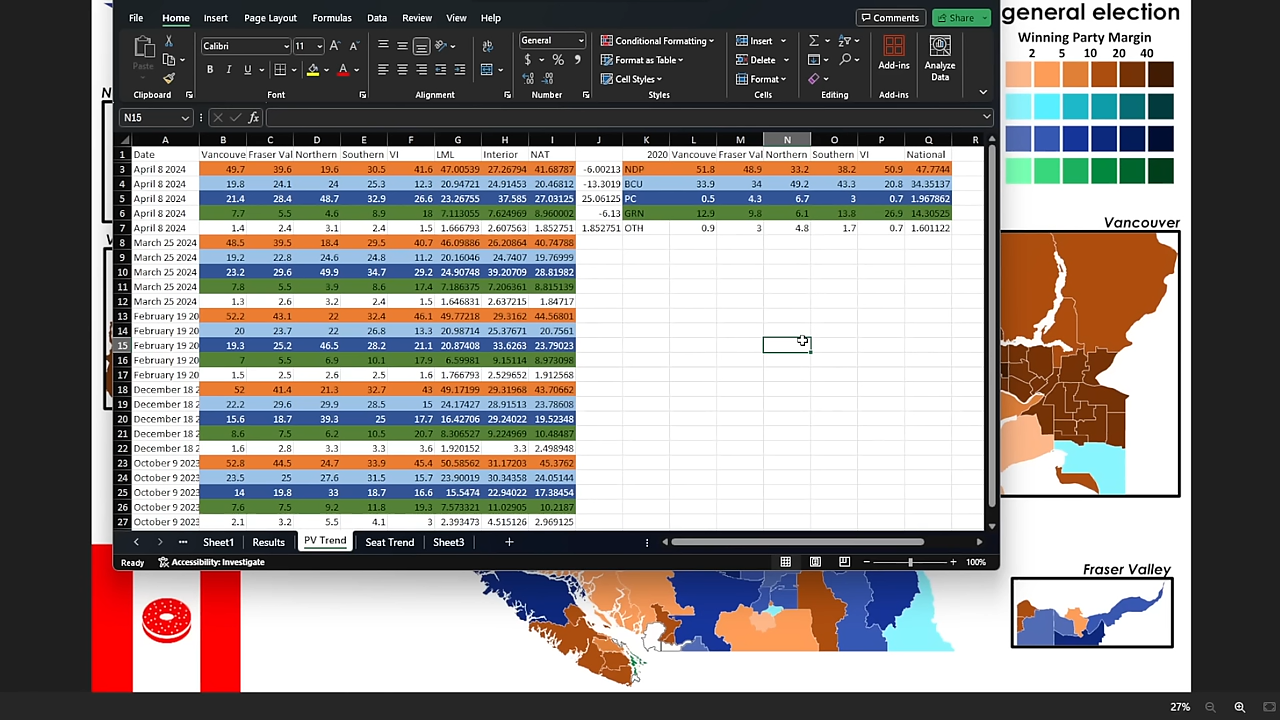 File Home Insert Page Layout Formulas Data Review View Help Comments Share
general election
Winning Party Margin
2 5 10 20 40
Calibri 11 A A General Conditional Formatting Insert Add-ins Analyze Data
Paste B I U A $ % Format as Table Delete
Cell Styles Format
Clipboard Font Alignment Number Styles Cells Editing Add-ins
N15 fx
A B C D E F G H I J K L M N O P Q R
1 Date Vancouve Fraser Val Northern Southern VI LML Interior NAT 2020 Vancouve Fraser Val Northern Southern VI National
3 April 8 2024 49.7 39.6 19.6 30.5 41.6 47.00539 27.26794 41.68787 -6.00213 NDP 51.8 48.9 33.2 38.2 50.9 47.7744
4 April 8 2024 19.8 24.1 24 25.3 12.3 20.94721 24.91453 20.46812 -13.3019 BCU 33.9 34 49.2 43.3 20.8 34.35137
5 April 8 2024 21.4 28.4 48.7 32.9 26.6 23.26755 37.585 27.03125 25.06125 PC 0.5 4.3 6.7 3 0.7 1.967862
6 April 8 2024 7.7 5.5 4.6 8.9 18 7.113055 7.624969 8.960002 -6.13 GRN 12.9 9.8 6.1 13.8 26.9 14.30525
7 April 8 2024 1.4 2.4 3.1 2.4 1.5 1.666793 2.607563 1.852751 1.852751 OTH 0.9 3 4.8 1.7 0.7 1.601122
8 March 25 2024 48.5 39.5 18.4 29.5 40.7 46.09886 26.20864 40.74788
9 March 25 2024 19.2 22.8 24.6 24.8 11.2 20.16046 24.7407 19.76999
10 March 25 2024 23.2 29.6 49.9 34.7 29.2 24.90748 39.20709 28.81982
11 March 25 2024 7.8 5.5 3.9 8.6 17.4 7.186375 7.206361 8.815139
12 March 25 2024 1.3 2.6 3.2 2.4 1.5 1.646831 2.637215 1.84717
13 February 19 20 52.2 43.1 22 32.4 46.1 49.77218 29.3162 44.56801
14 February 19 20 20 23.7 22 26.8 13.3 20.98714 25.37671 20.7561
15 February 19 20 19.3 25.2 46.5 28.2 21.1 20.87408 33.6263 23.79023
16 February 19 20 7 5.5 6.9 10.1 17.9 6.59981 9.15114 8.973098
17 February 19 20 1.5 2.5 2.6 2.5 1.6 1.766793 2.529652 1.912568
18 December 18 2 52 41.4 21.3 32.7 43 49.17199 29.31968 43.70662
19 December 18 2 22.2 29.6 29.9 28.5 15 24.17427 28.91513 23.78608
20 December 18 2 15.6 18.7 39.3 25 17.7 16.42706 29.24022 19.52348
21 December 18 2 8.6 7.5 6.2 10.5 20.7 8.306527 9.224969 10.48487
22 December 18 2 1.6 2.8 3.3 3.3 3.6 1.920152 3.3 2.498948
23 October 9 2023 52.8 44.5 24.7 33.9 45.4 50.58562 31.17203 45.3762
24 October 9 2023 23.5 25 27.6 31.5 15.7 23.90019 30.34358 24.05144
25 October 9 2023 14 19.8 33 18.7 16.6 15.5474 22.94022 17.38454
26 October 9 2023 7.6 7.5 9.2 11.8 19.3 7.573321 11.02905 10.2187
27 October 9 2023 2.1 3.2 5.5 4.1 3 2.393473 4.515126 2.969125
Vancouver
Sheet1 Results PV Trend Seat Trend Sheet3
Ready Accessibility: Investigate 100%
Fraser Valley
27%